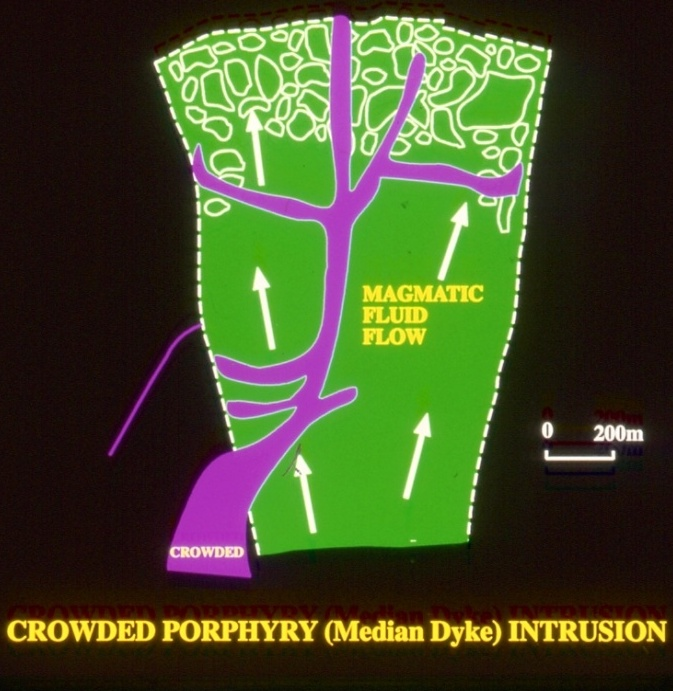 MAGMATIC
FLUID
FLOW
0 200m
CROWDED
CROWDED PORPHYRY (Median Dyke) INTRUSION